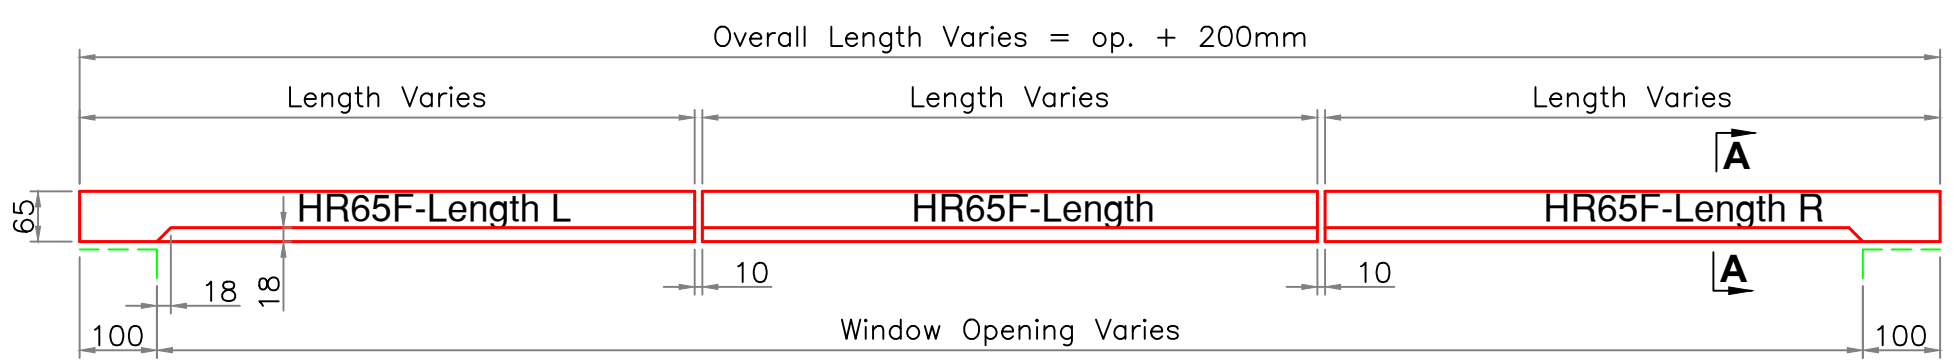 Overall Length Varies = op. + 200mm
Length Varies
Length Varies
Length Varies
A
65
HR65F-Length L
HR65F-Length
HR65F-Length R
18
18
10
10
A
100
Window Opening Varies
100